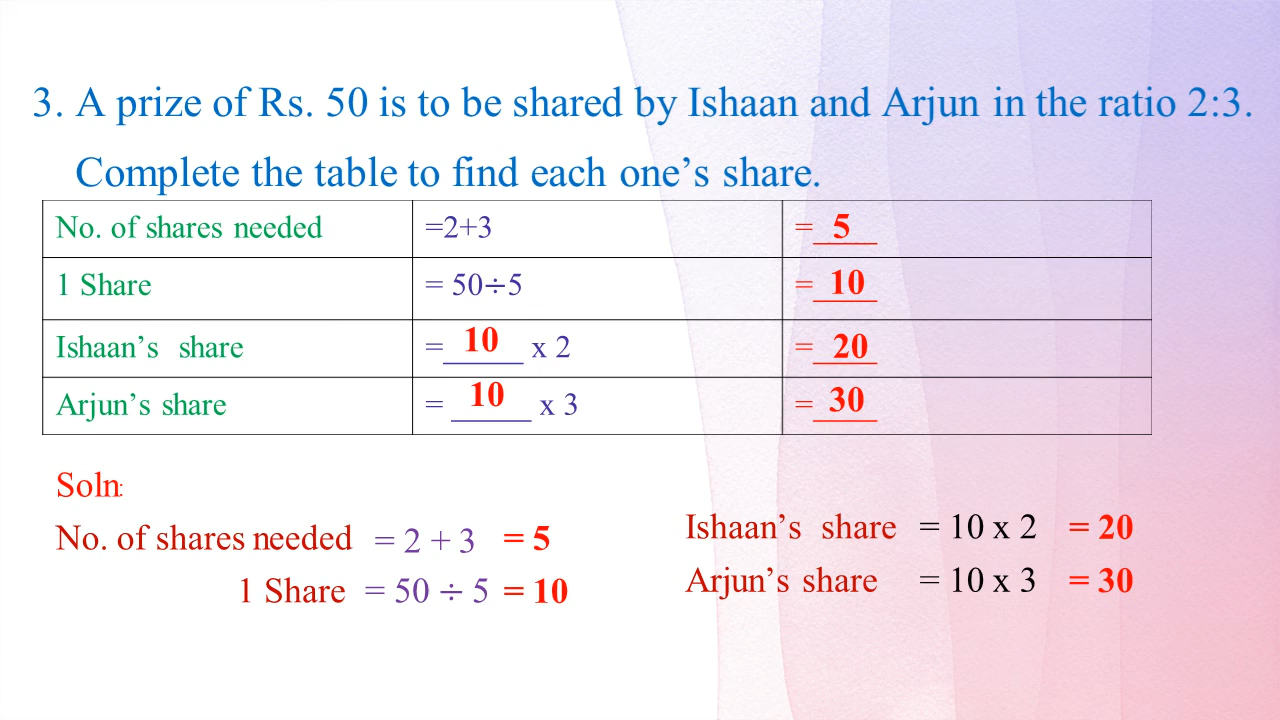 3. A prize of Rs. 50 is to be shared by Ishaan and Arjun in the ratio 2:3.
Complete the table to find each one’s share.
No. of shares needed =2+3 = 5
1 Share = 50÷5 = 10
Ishaan’s share = 10 x 2 = 20
Arjun’s share = 10 x 3 = 30
Soln:
No. of shares needed = 2 + 3 = 5
1 Share = 50 ÷ 5 = 10
Ishaan’s share = 10 x 2 = 20
Arjun’s share = 10 x 3 = 30